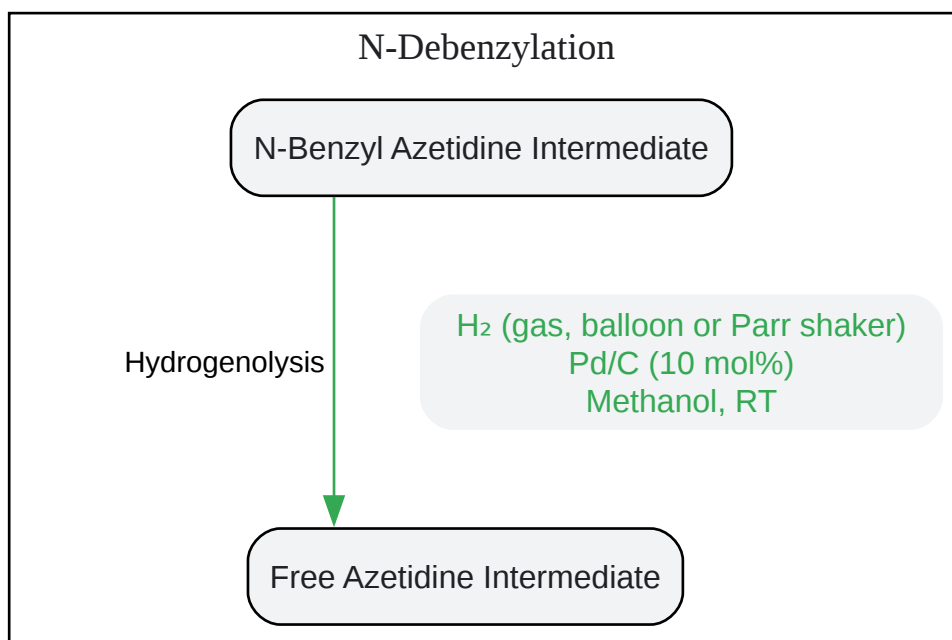 N-Debenzylation
N-Benzyl Azetidine Intermediate
H₂ (gas, balloon or Parr shaker)
Pd/C (10 mol%)
Methanol, RT
Hydrogenolysis
Free Azetidine Intermediate